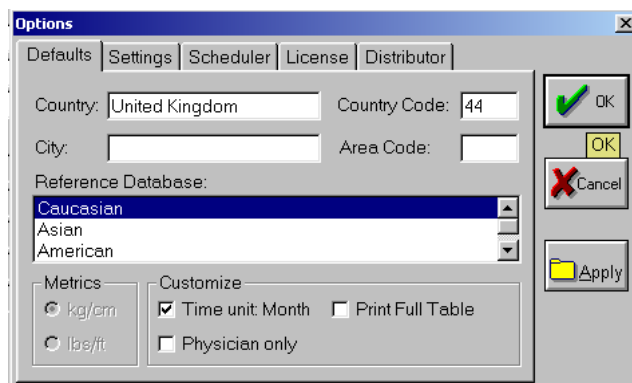 Options
Defaults Settings Scheduler License Distributor
Country: United Kingdom Country Code: 44
OK
OK
City: Area Code:
Cancel
Reference Database:
Caucasian
Asian
American
Apply
Metrics Customize
kg/cm Time unit: Month Print Full Table
lbs/ft Physician only